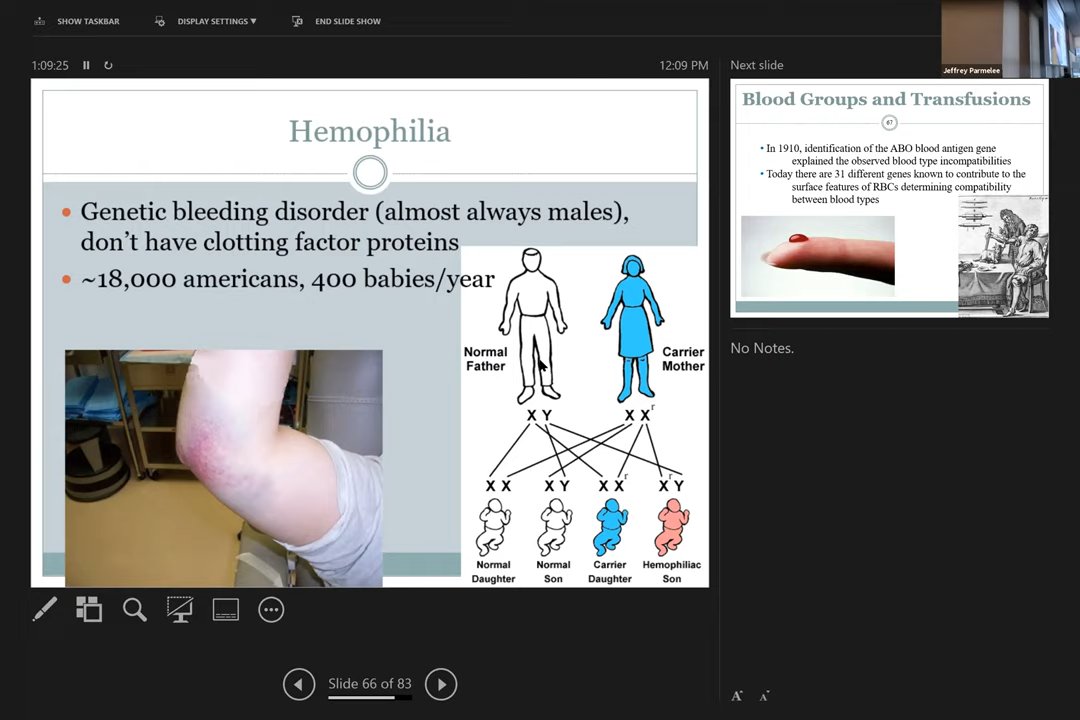 SHOW TASKBAR
DISPLAY SETTINGS ▼
END SLIDE SHOW
Jeffrey Parmelee
1:09:25
12:09 PM
Next slide
Hemophilia
• Genetic bleeding disorder (almost always males),
don't have clotting factor proteins
• ~18,000 americans, 400 babies/year
Normal
Father
Carrier
Mother
X Y
X Xr
X X
X Y
X Xr
Xr Y
Normal
Daughter
Normal
Son
Carrier
Daughter
Hemophiliac
Son
Blood Groups and Transfusions
67
• In 1910, identification of the ABO blood antigen gene
explained the observed blood type incompatibilities
• Today there are 31 different genes known to contribute to the
surface features of RBCs determining compatibility
between blood types
No Notes.
Slide 66 of 83
A
A